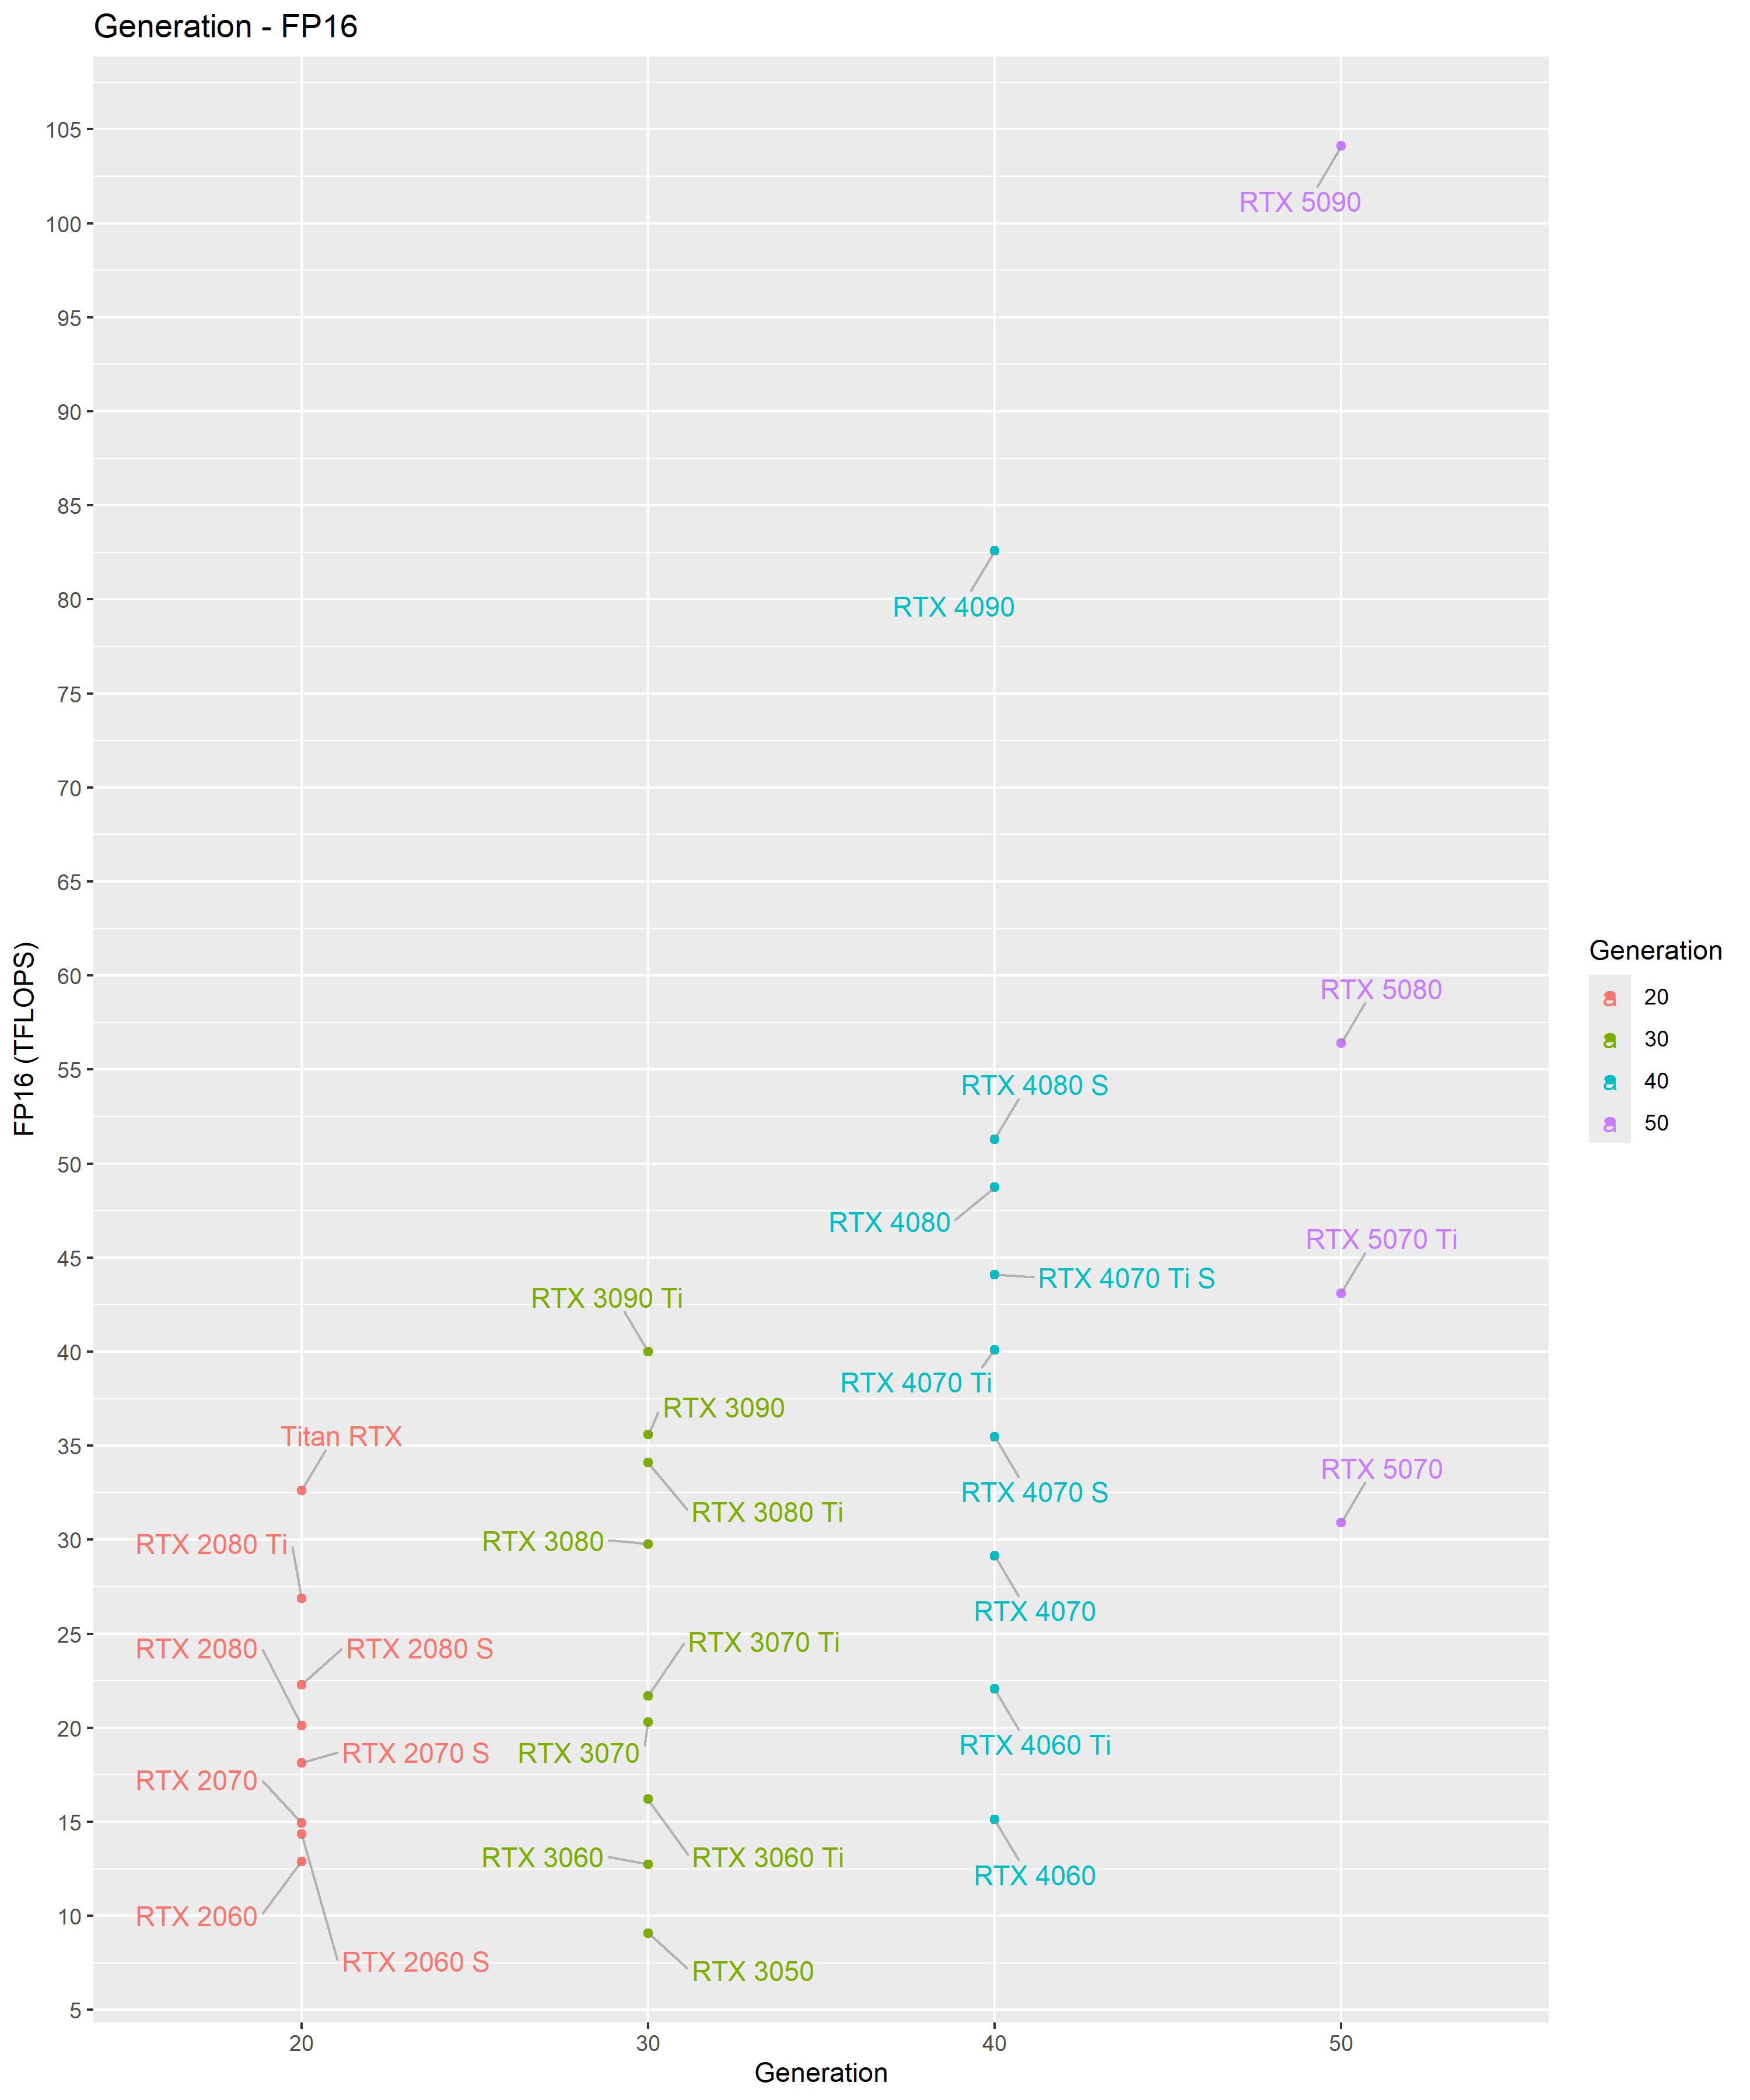 Generation - FP16
105
100
95
90
85
80
75
70
65
60
55
50
45
40
35
30
25
20
15
10
5
FP16 (TFLOPS)
RTX 5090
RTX 4090
RTX 5080
RTX 4080 S
RTX 4080
RTX 5070 Ti
RTX 4070 Ti S
RTX 3090 Ti
RTX 4070 Ti
RTX 3090
Titan RTX
RTX 5070
RTX 4070 S
RTX 3080 Ti
RTX 3080
RTX 2080 Ti
RTX 4070
RTX 3070 Ti
RTX 2080
RTX 2080 S
RTX 4060 Ti
RTX 3070
RTX 2070 S
RTX 2070
RTX 3060
RTX 3060 Ti
RTX 4060
RTX 2060
RTX 2060 S
RTX 3050
20
30
40
50
Generation
Generation
a 20
a 30
a 40
a 50